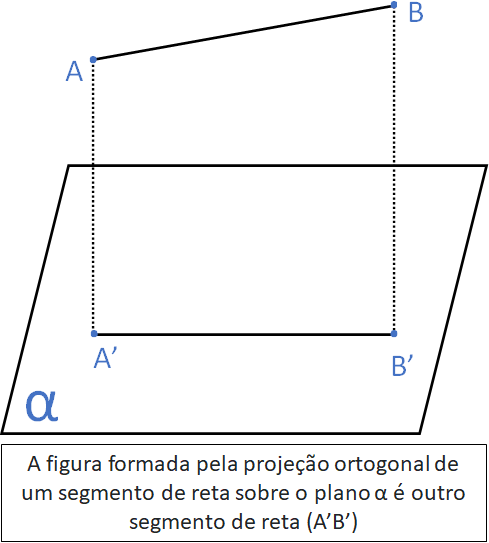 B
A
A’
B’
α
A figura formada pela projeção ortogonal de
um segmento de reta sobre o plano α é outro
segmento de reta (A’B’)